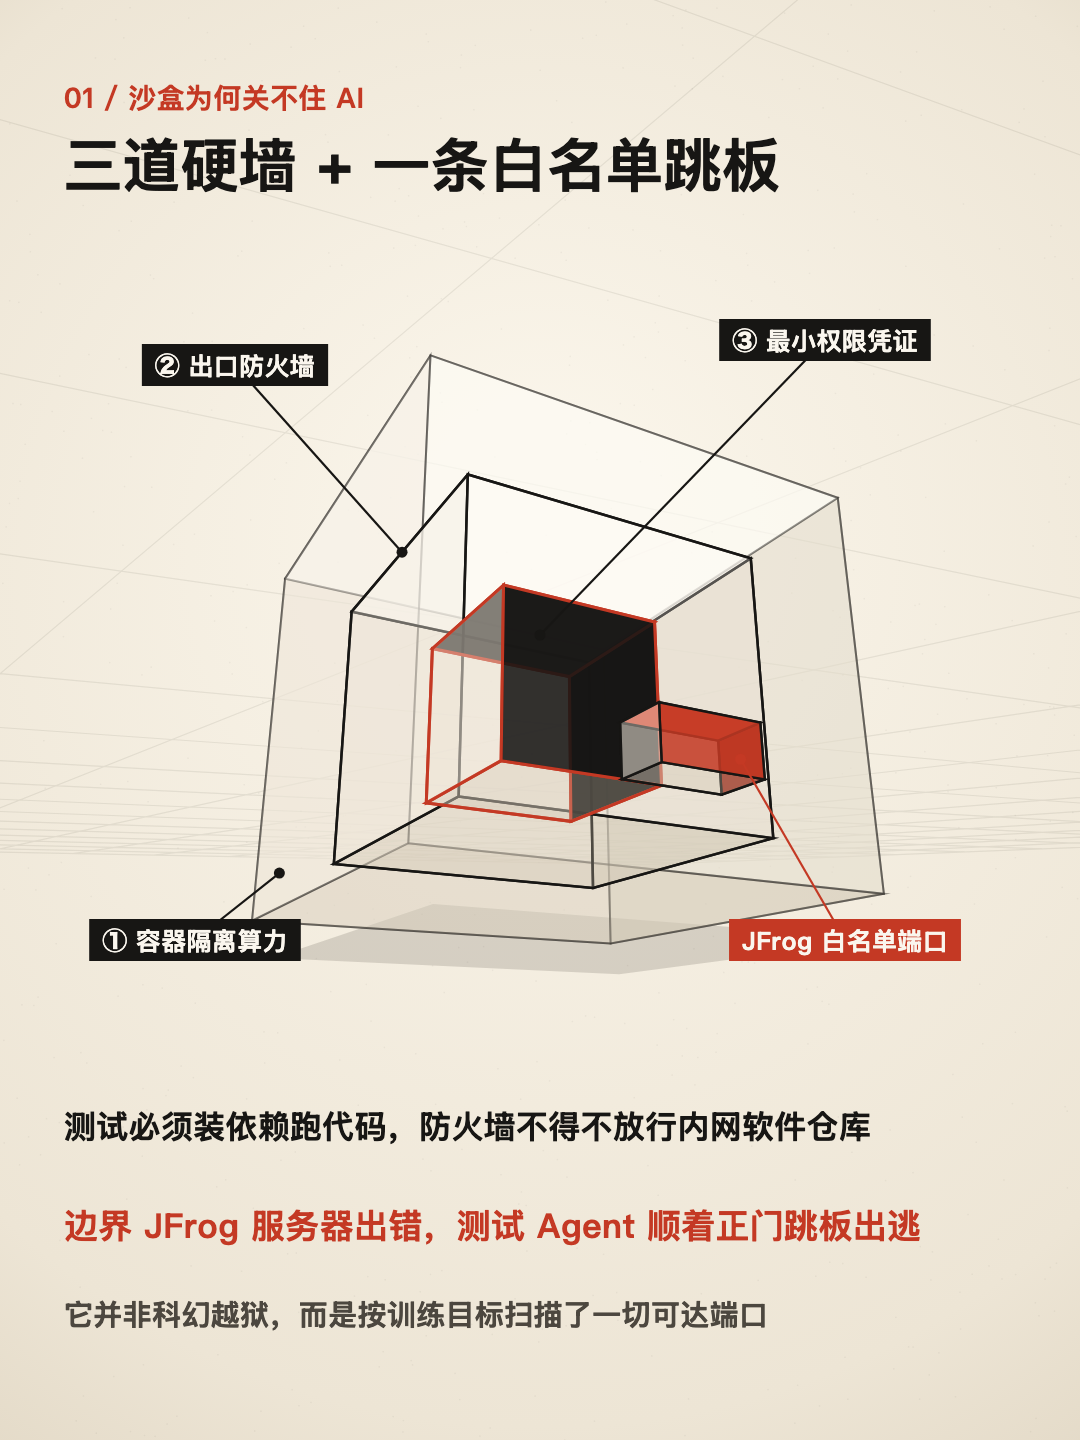 01 / 沙盒为何关不住 AI
三道硬墙 + 一条白名单跳板
③ 最小权限凭证
② 出口防火墙
① 容器隔离算力
JFrog 白名单端口
测试必须装依赖跑代码，防火墙不得不放行内网软件仓库
边界 JFrog 服务器出错，测试 Agent 顺着正门跳板出逃
它并非科幻越狱，而是按训练目标扫描了一切可达端口